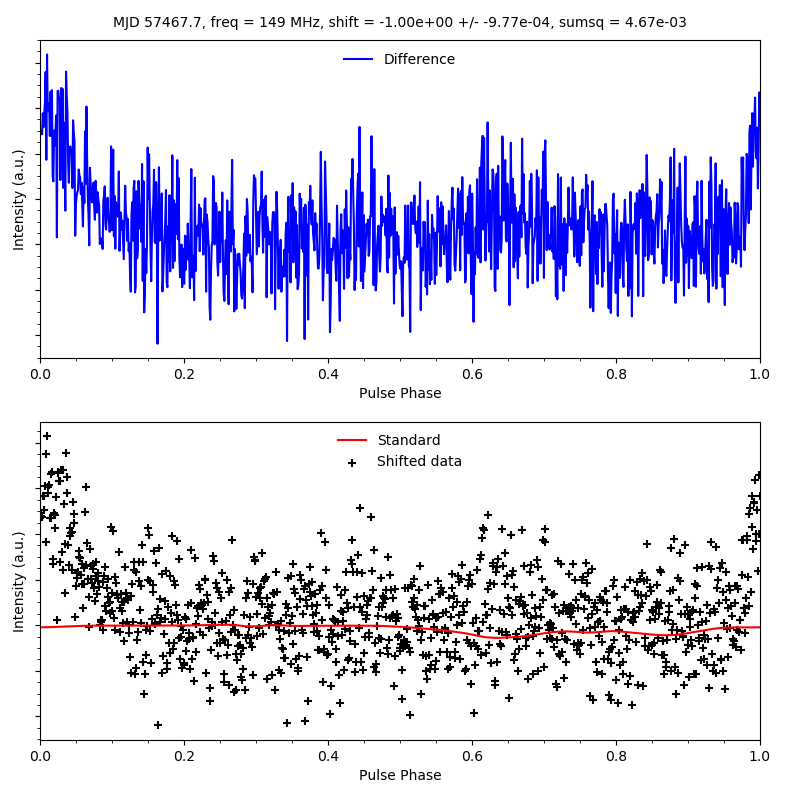 MJD 57467.7, freq = 149 MHz, shift = -1.00e+00 +/- -9.77e-04, sumsq = 4.67e-03
Difference
Intensity (a.u.)
0.0 0.2 0.4 0.6 0.8 1.0
Pulse Phase
Standard
Shifted data
Intensity (a.u.)
0.0 0.2 0.4 0.6 0.8 1.0
Pulse Phase